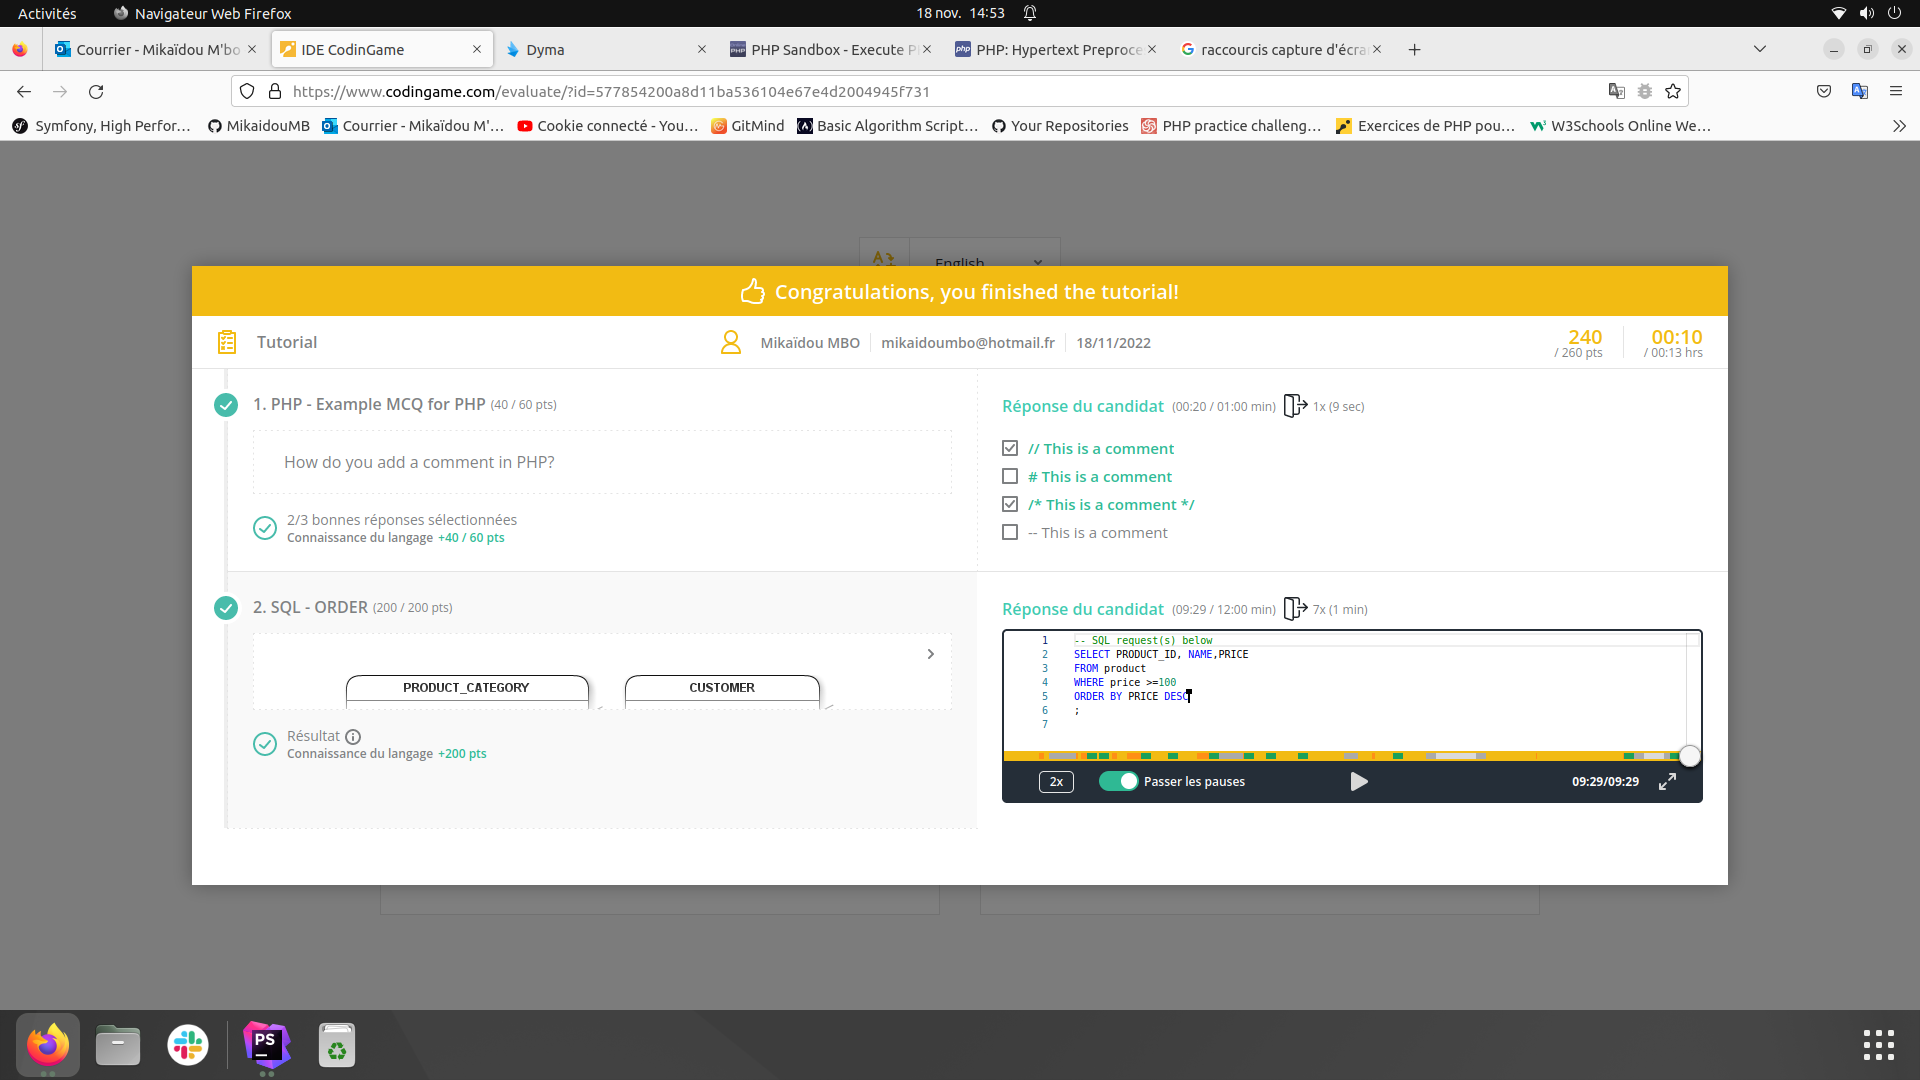 Activités
Navigateur Web Firefox
18 nov. 14:53
Courrier - Mikaïdou M'bo
IDE CodinGame
Dyma
PHP Sandbox - Execute P
PHP: Hypertext Preproce
raccourcis capture d'écra
https://www.codingame.com/evaluate/?id=577854200a8d11ba536104e67e4d2004945f731
Symfony, High Perfor…
MikaidouMB
Courrier - Mikaïdou M'…
Cookie connecté - You…
GitMind
Basic Algorithm Script…
Your Repositories
PHP practice challeng…
Exercices de PHP pou…
W3Schools Online We…
English
Congratulations, you finished the tutorial!
Tutorial
Mikaïdou MBO
mikaidoumbo@hotmail.fr
18/11/2022
240
/ 260 pts
00:10
/ 00:13 hrs
1. PHP - Example MCQ for PHP (40 / 60 pts)
How do you add a comment in PHP?
2/3 bonnes réponses sélectionnées
Connaissance du langage +40 / 60 pts
Réponse du candidat (00:20 / 01:00 min) 1x (9 sec)
// This is a comment
# This is a comment
/* This is a comment */
-- This is a comment
2. SQL - ORDER (200 / 200 pts)
PRODUCT_CATEGORY
CUSTOMER
Résultat
Connaissance du langage +200 pts
Réponse du candidat (09:29 / 12:00 min) 7x (1 min)
1 -- SQL request(s) below
2 SELECT PRODUCT_ID, NAME,PRICE
3 FROM product
4 WHERE price >=100
5 ORDER BY PRICE DESC
6 ;
7
2x
Passer les pauses
09:29/09:29
PS